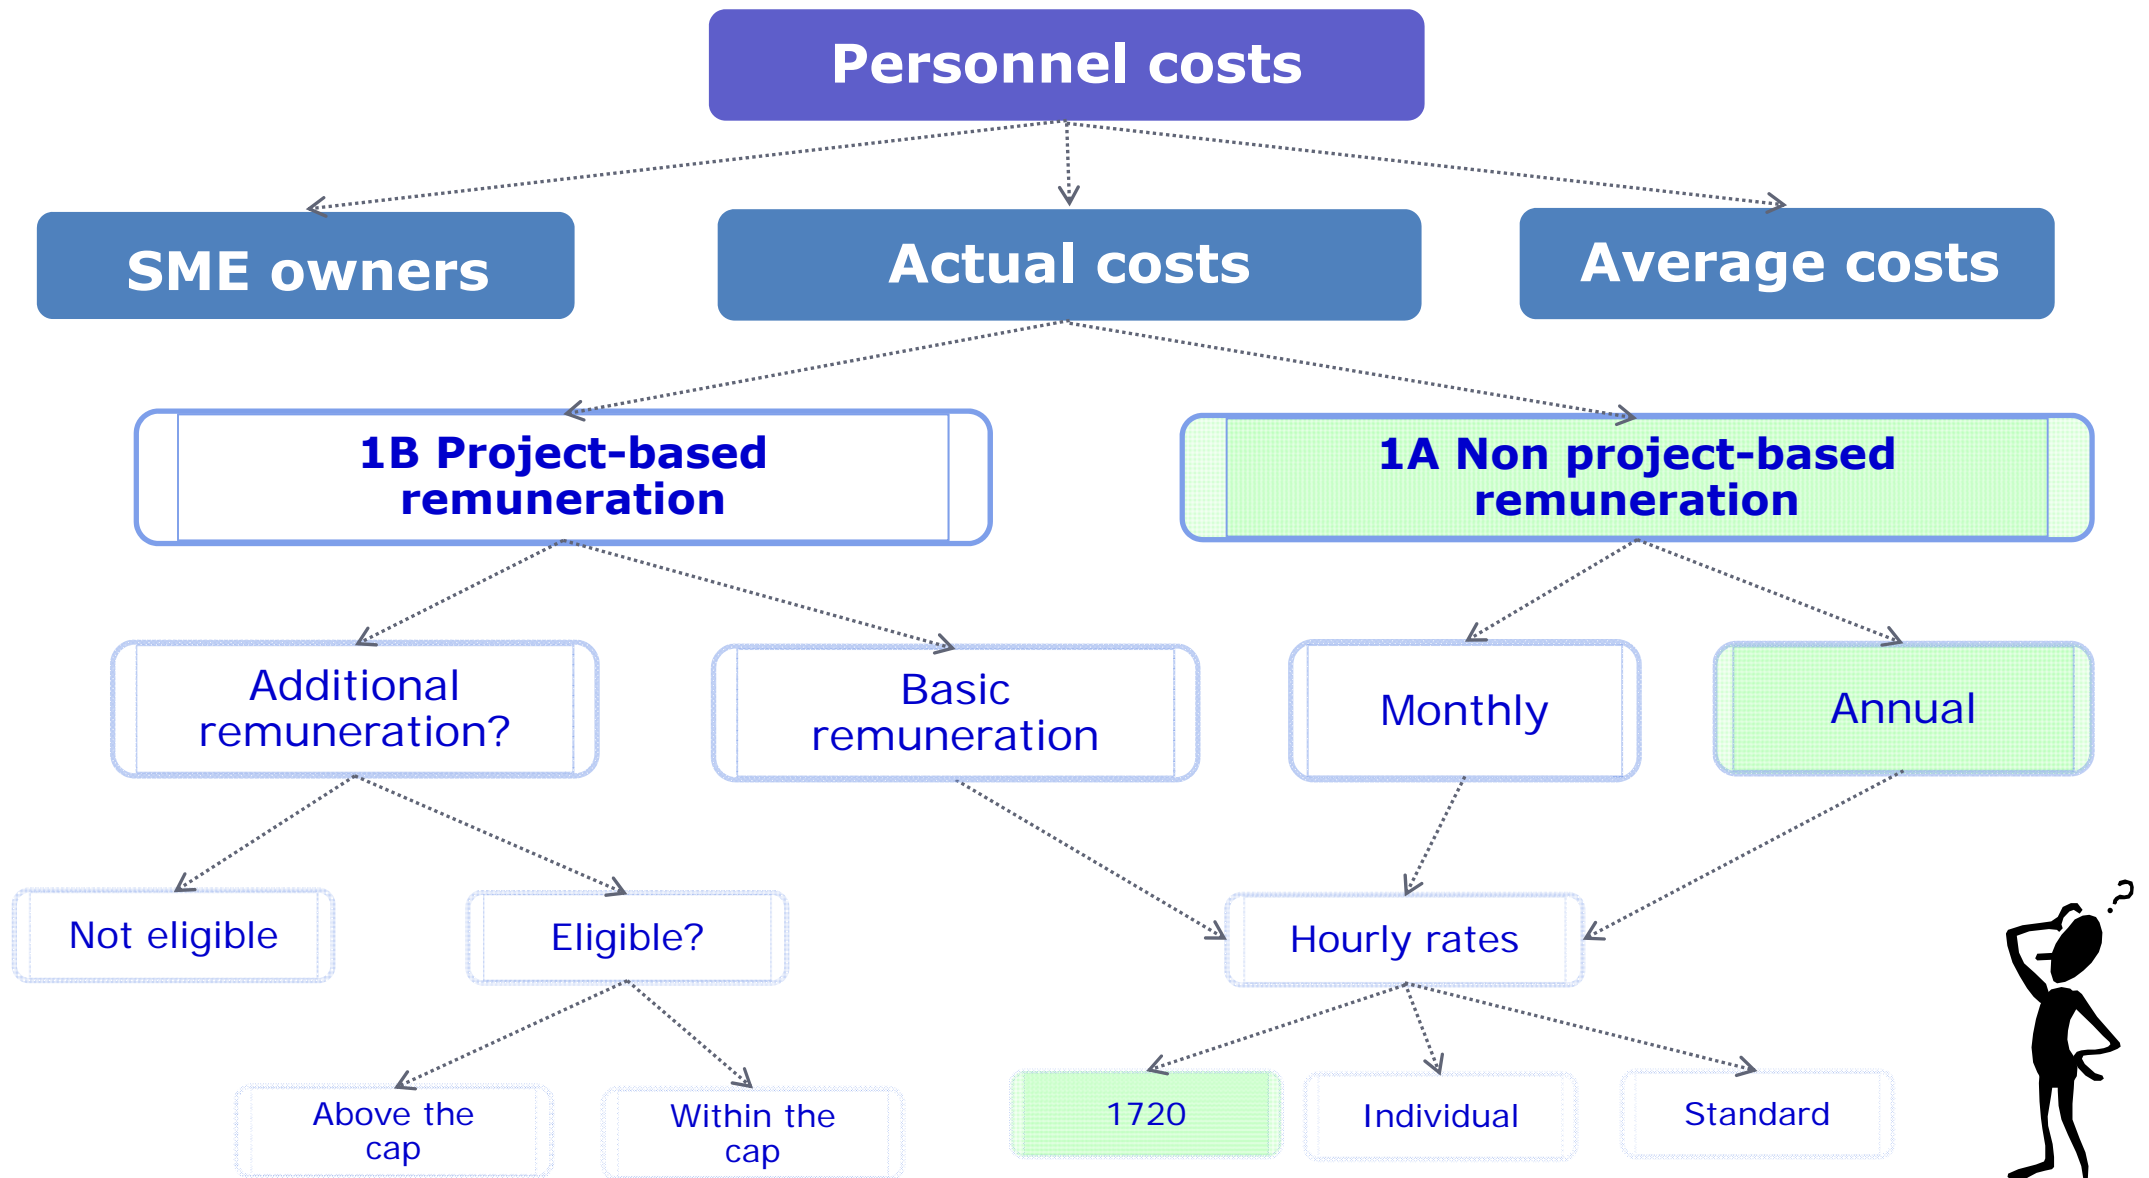 Personnel costs
SME owners
Actual costs
Average costs
1B Project-based
remuneration
1A Non project-based
remuneration
Additional
remuneration?
Basic
remuneration
Monthly
Annual
Not eligible
Eligible?
Hourly rates
?
Above the
cap
Within the
cap
1720
Individual
Standard